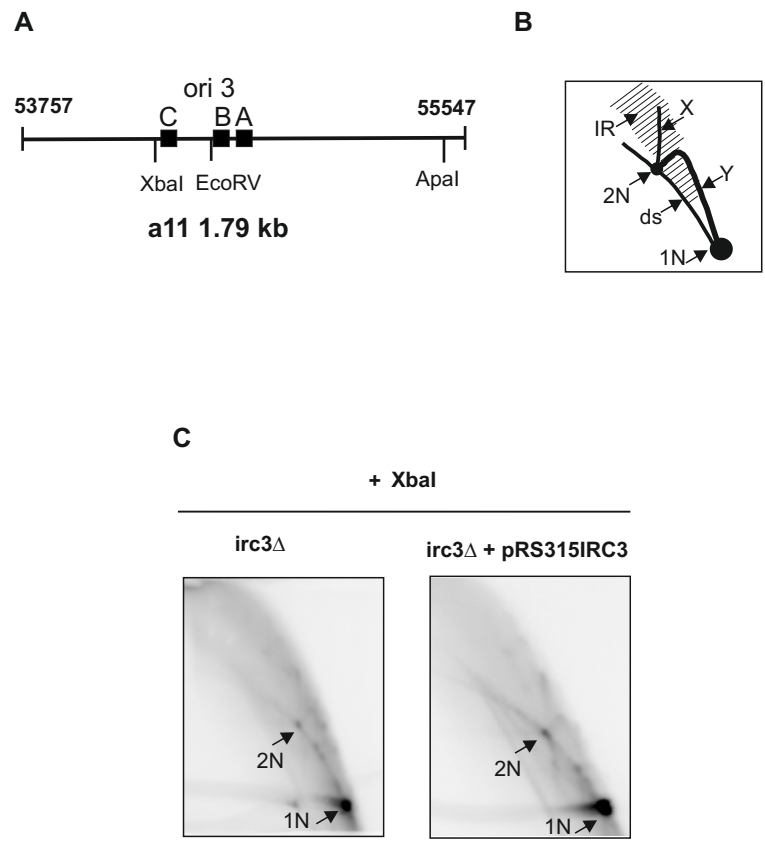 A
B
ori 3
53757
55547
C B A
XbaI EcoRV
ApaI
a11 1.79 kb
IR
X
2N
Y
ds
1N
C
+ XbaI
irc3Δ
irc3Δ + pRS315IRC3
2N
1N
2N
1N